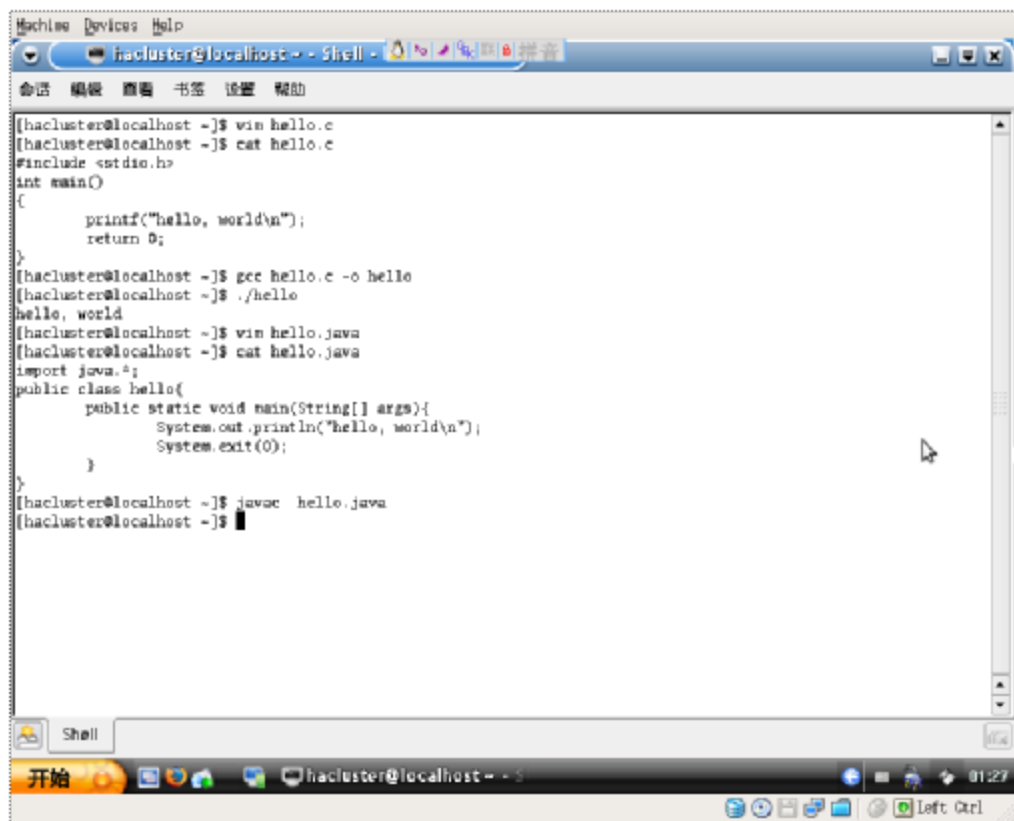 Machine Devices Help
hacluster@localhost:~ - Shell -
拼音
会话 编辑 查看 书签 设置 帮助
[hacluster@localhost ~]$ vim hello.c
[hacluster@localhost ~]$ cat hello.c
#include <stdio.h>
int main()
{
printf("hello, world\n");
return 0;
}
[hacluster@localhost ~]$ gcc hello.c -o hello
[hacluster@localhost ~]$ ./hello
hello, world
[hacluster@localhost ~]$ vim hello.java
[hacluster@localhost ~]$ cat hello.java
import java.*;
public class hello{
public static void main(String[] args){
System.out.println("hello, world\n");
System.exit(0);
}
}
[hacluster@localhost ~]$ javac  hello.java
[hacluster@localhost ~]$
Shell
开始 hacluster@localhost:~ - S 01:27
Left Ctrl